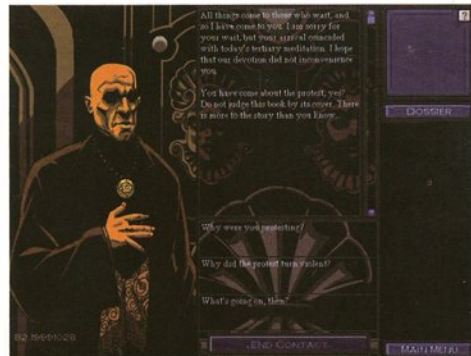 All things come to those who wait, and
so I have come to you. I am sorry for
your wait, but your arrival coincided
with today's tertiary meditation. I hope
that our devotion did not inconvenience
you.
You have come about the protest, yes?
Do not judge this book by its cover. There
is more to the story than you know.
Why were you protesting?
Why did the protest turn violent?
What's going on, then?
END CONTACT
?
DOSSIER
MAIN MENU